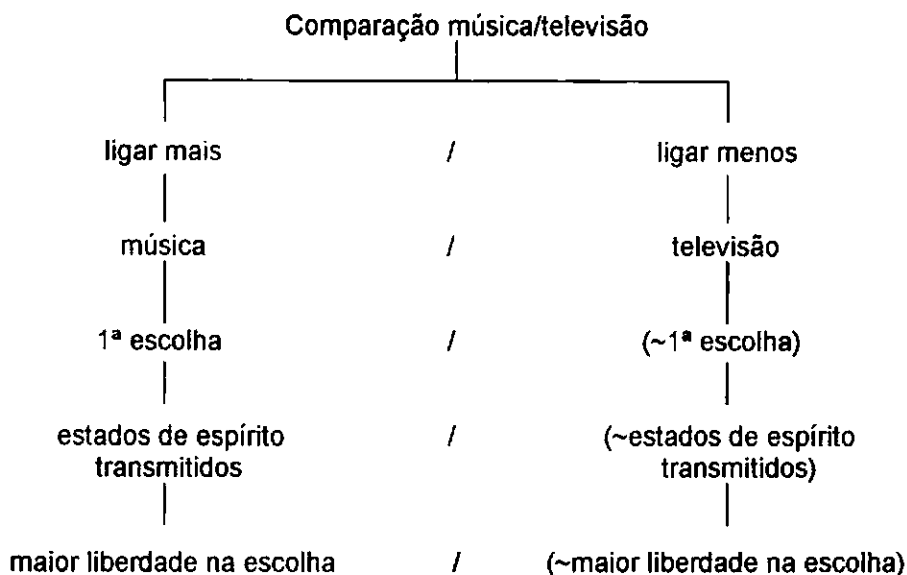 Comparação música/televisão
ligar mais / ligar menos
música / televisão
1ª escolha / (~1ª escolha)
estados de espírito / (~estados de espírito
transmitidos transmitidos)
maior liberdade na escolha / (~maior liberdade na escolha)